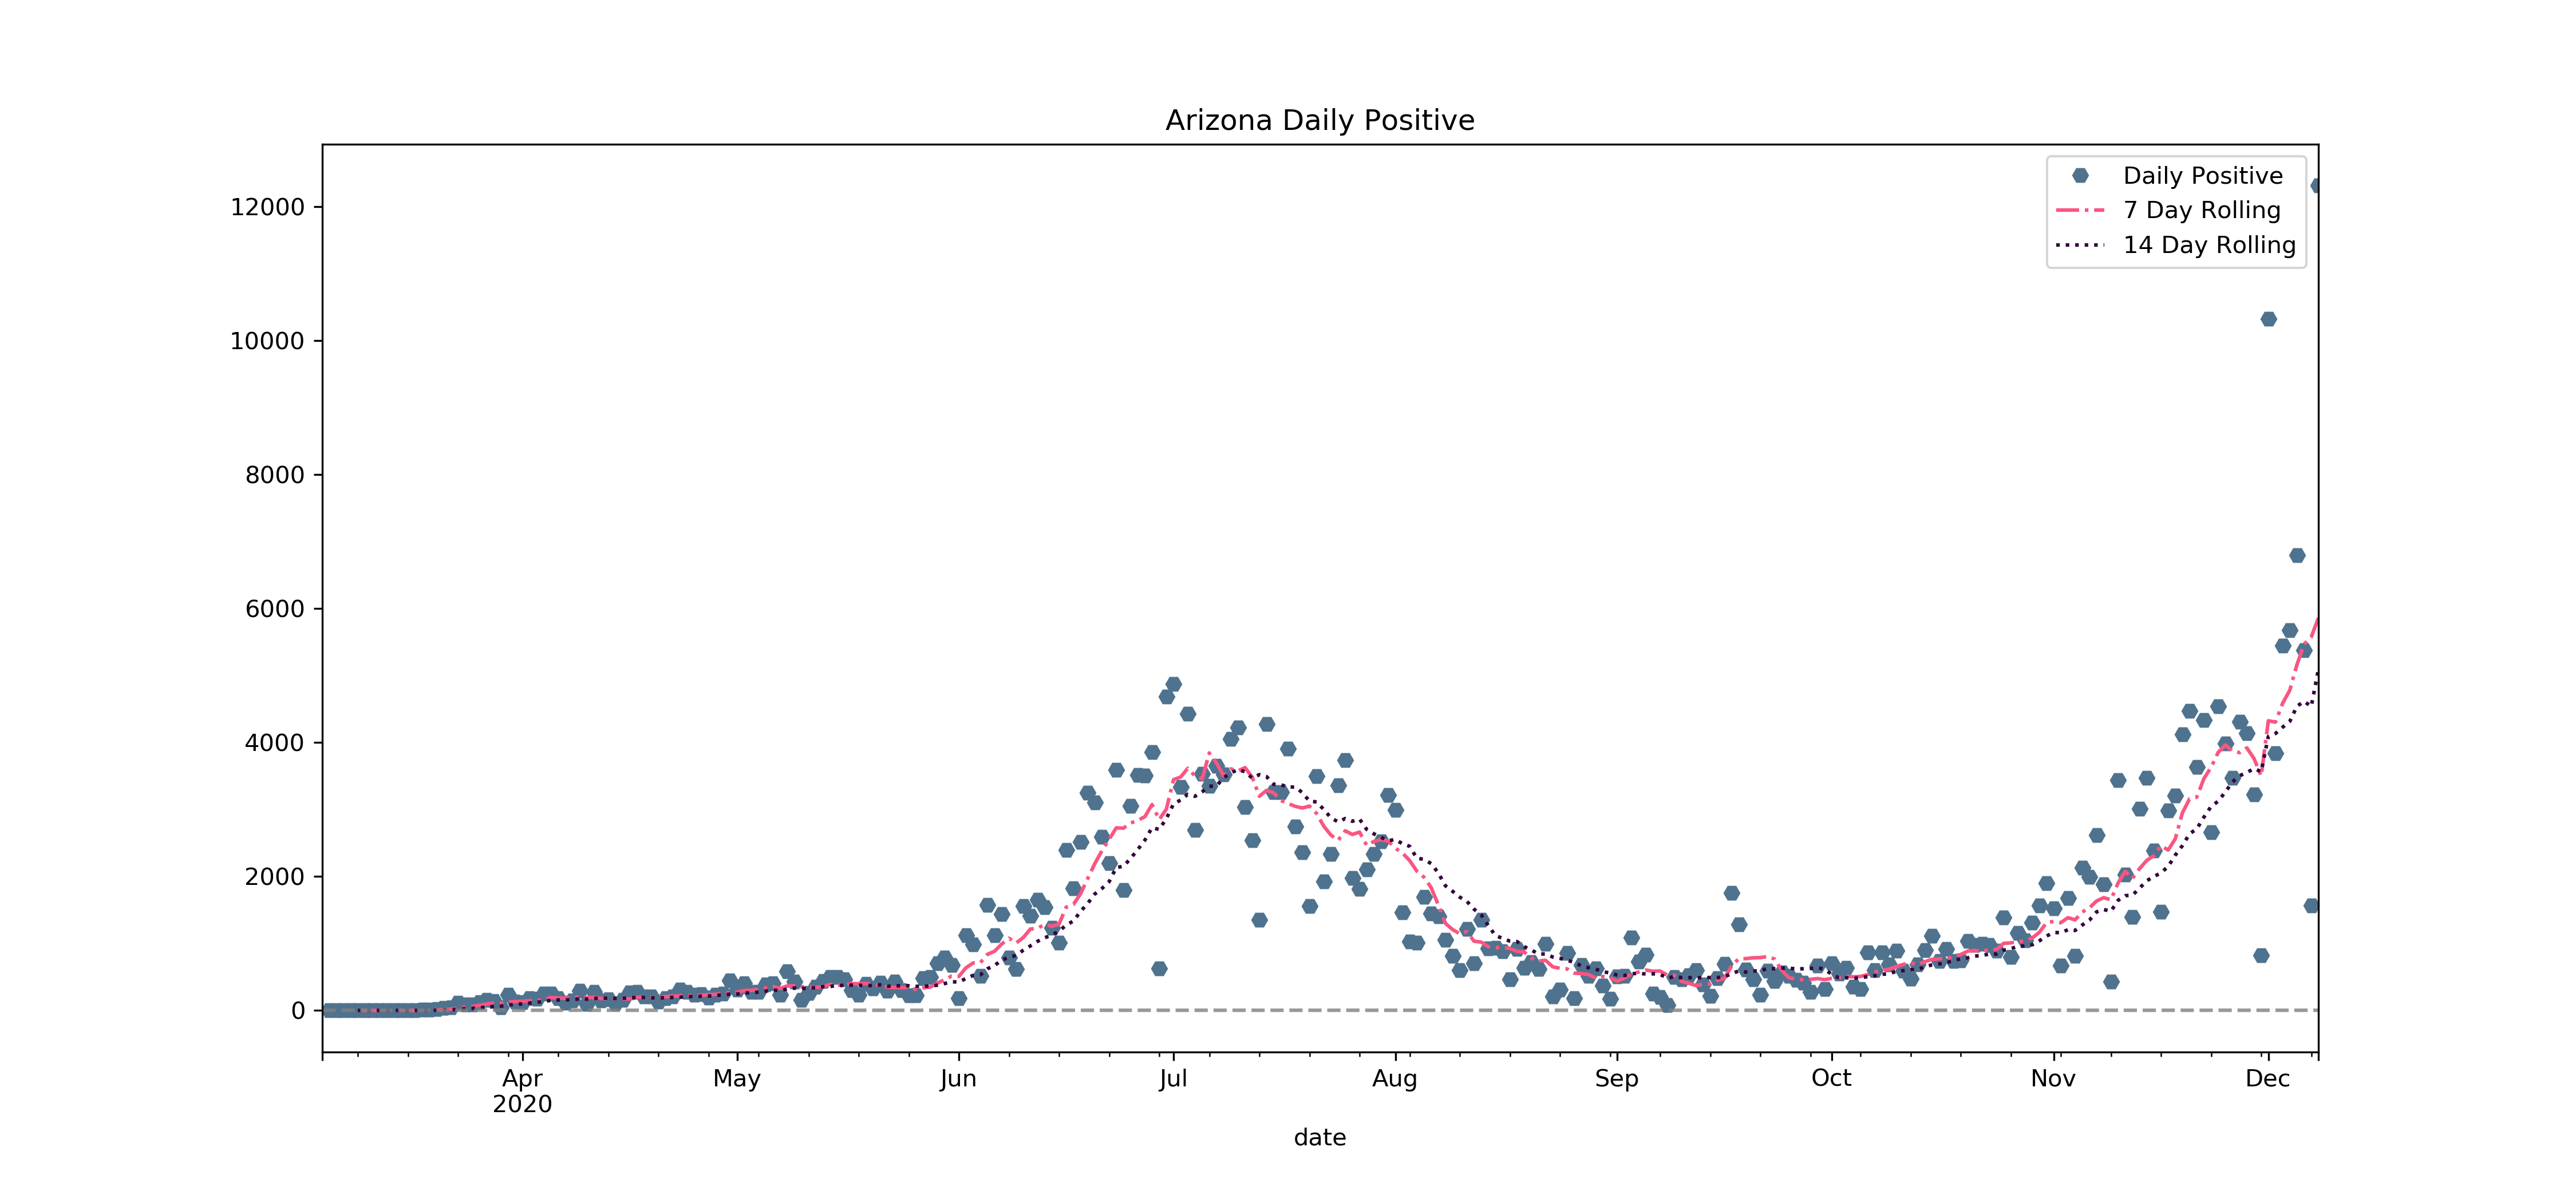 Arizona Daily Positive
Daily Positive
7 Day Rolling
14 Day Rolling
12000
10000
8000
6000
4000
2000
0
Apr May Jun Jul Aug Sep Oct Nov Dec
2020
date